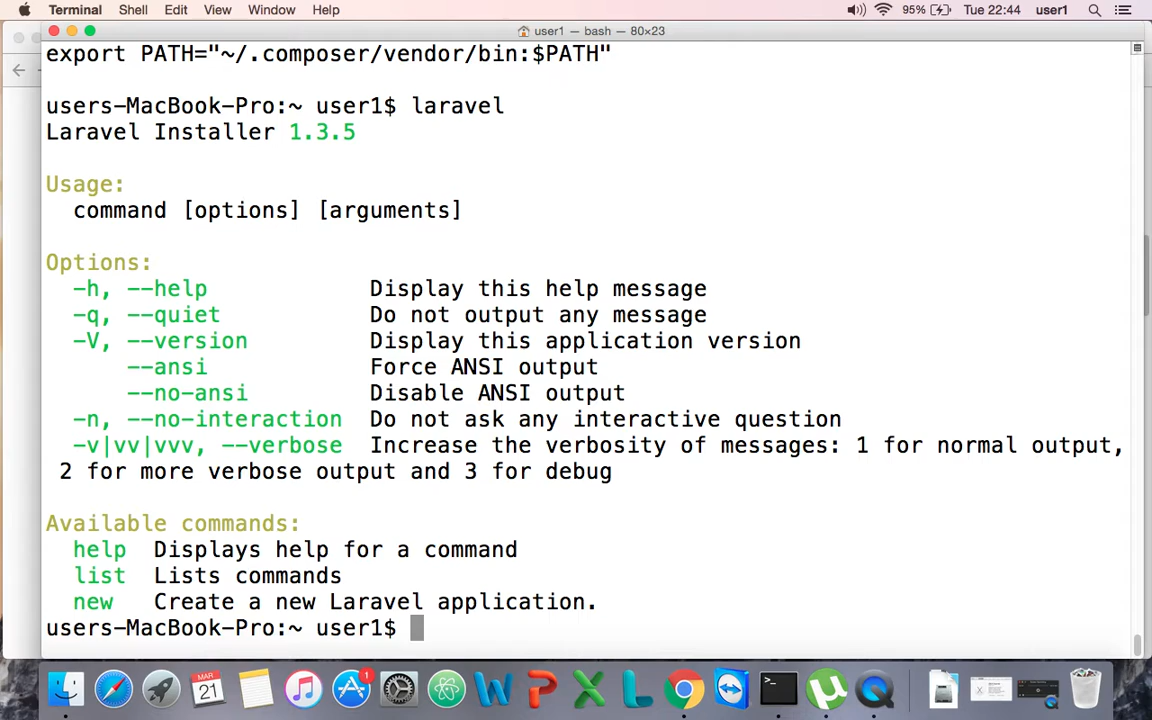 Terminal Shell Edit View Window Help 95% Tue 22:44 user1
user1 — bash — 80×23
export PATH="~/.composer/vendor/bin:$PATH"
users-MacBook-Pro:~ user1$ laravel
Laravel Installer 1.3.5
Usage:
command [options] [arguments]
Options:
-h, --help Display this help message
-q, --quiet Do not output any message
-V, --version Display this application version
--ansi Force ANSI output
--no-ansi Disable ANSI output
-n, --no-interaction Do not ask any interactive question
-v|vv|vvv, --verbose Increase the verbosity of messages: 1 for normal output,
2 for more verbose output and 3 for debug
Available commands:
help Displays help for a command
list Lists commands
new Create a new Laravel application.
users-MacBook-Pro:~ user1$
MAR
21
1